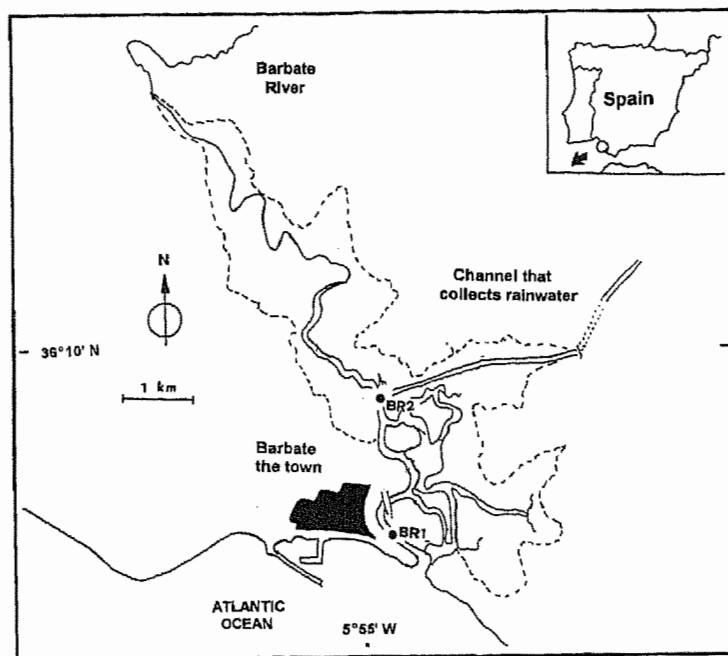 Barbate
River
Spain
N
Channel that
collects rainwater
36°10' N
1 km
BR2
Barbate
the town
BR1
ATLANTIC
OCEAN
5°55' W